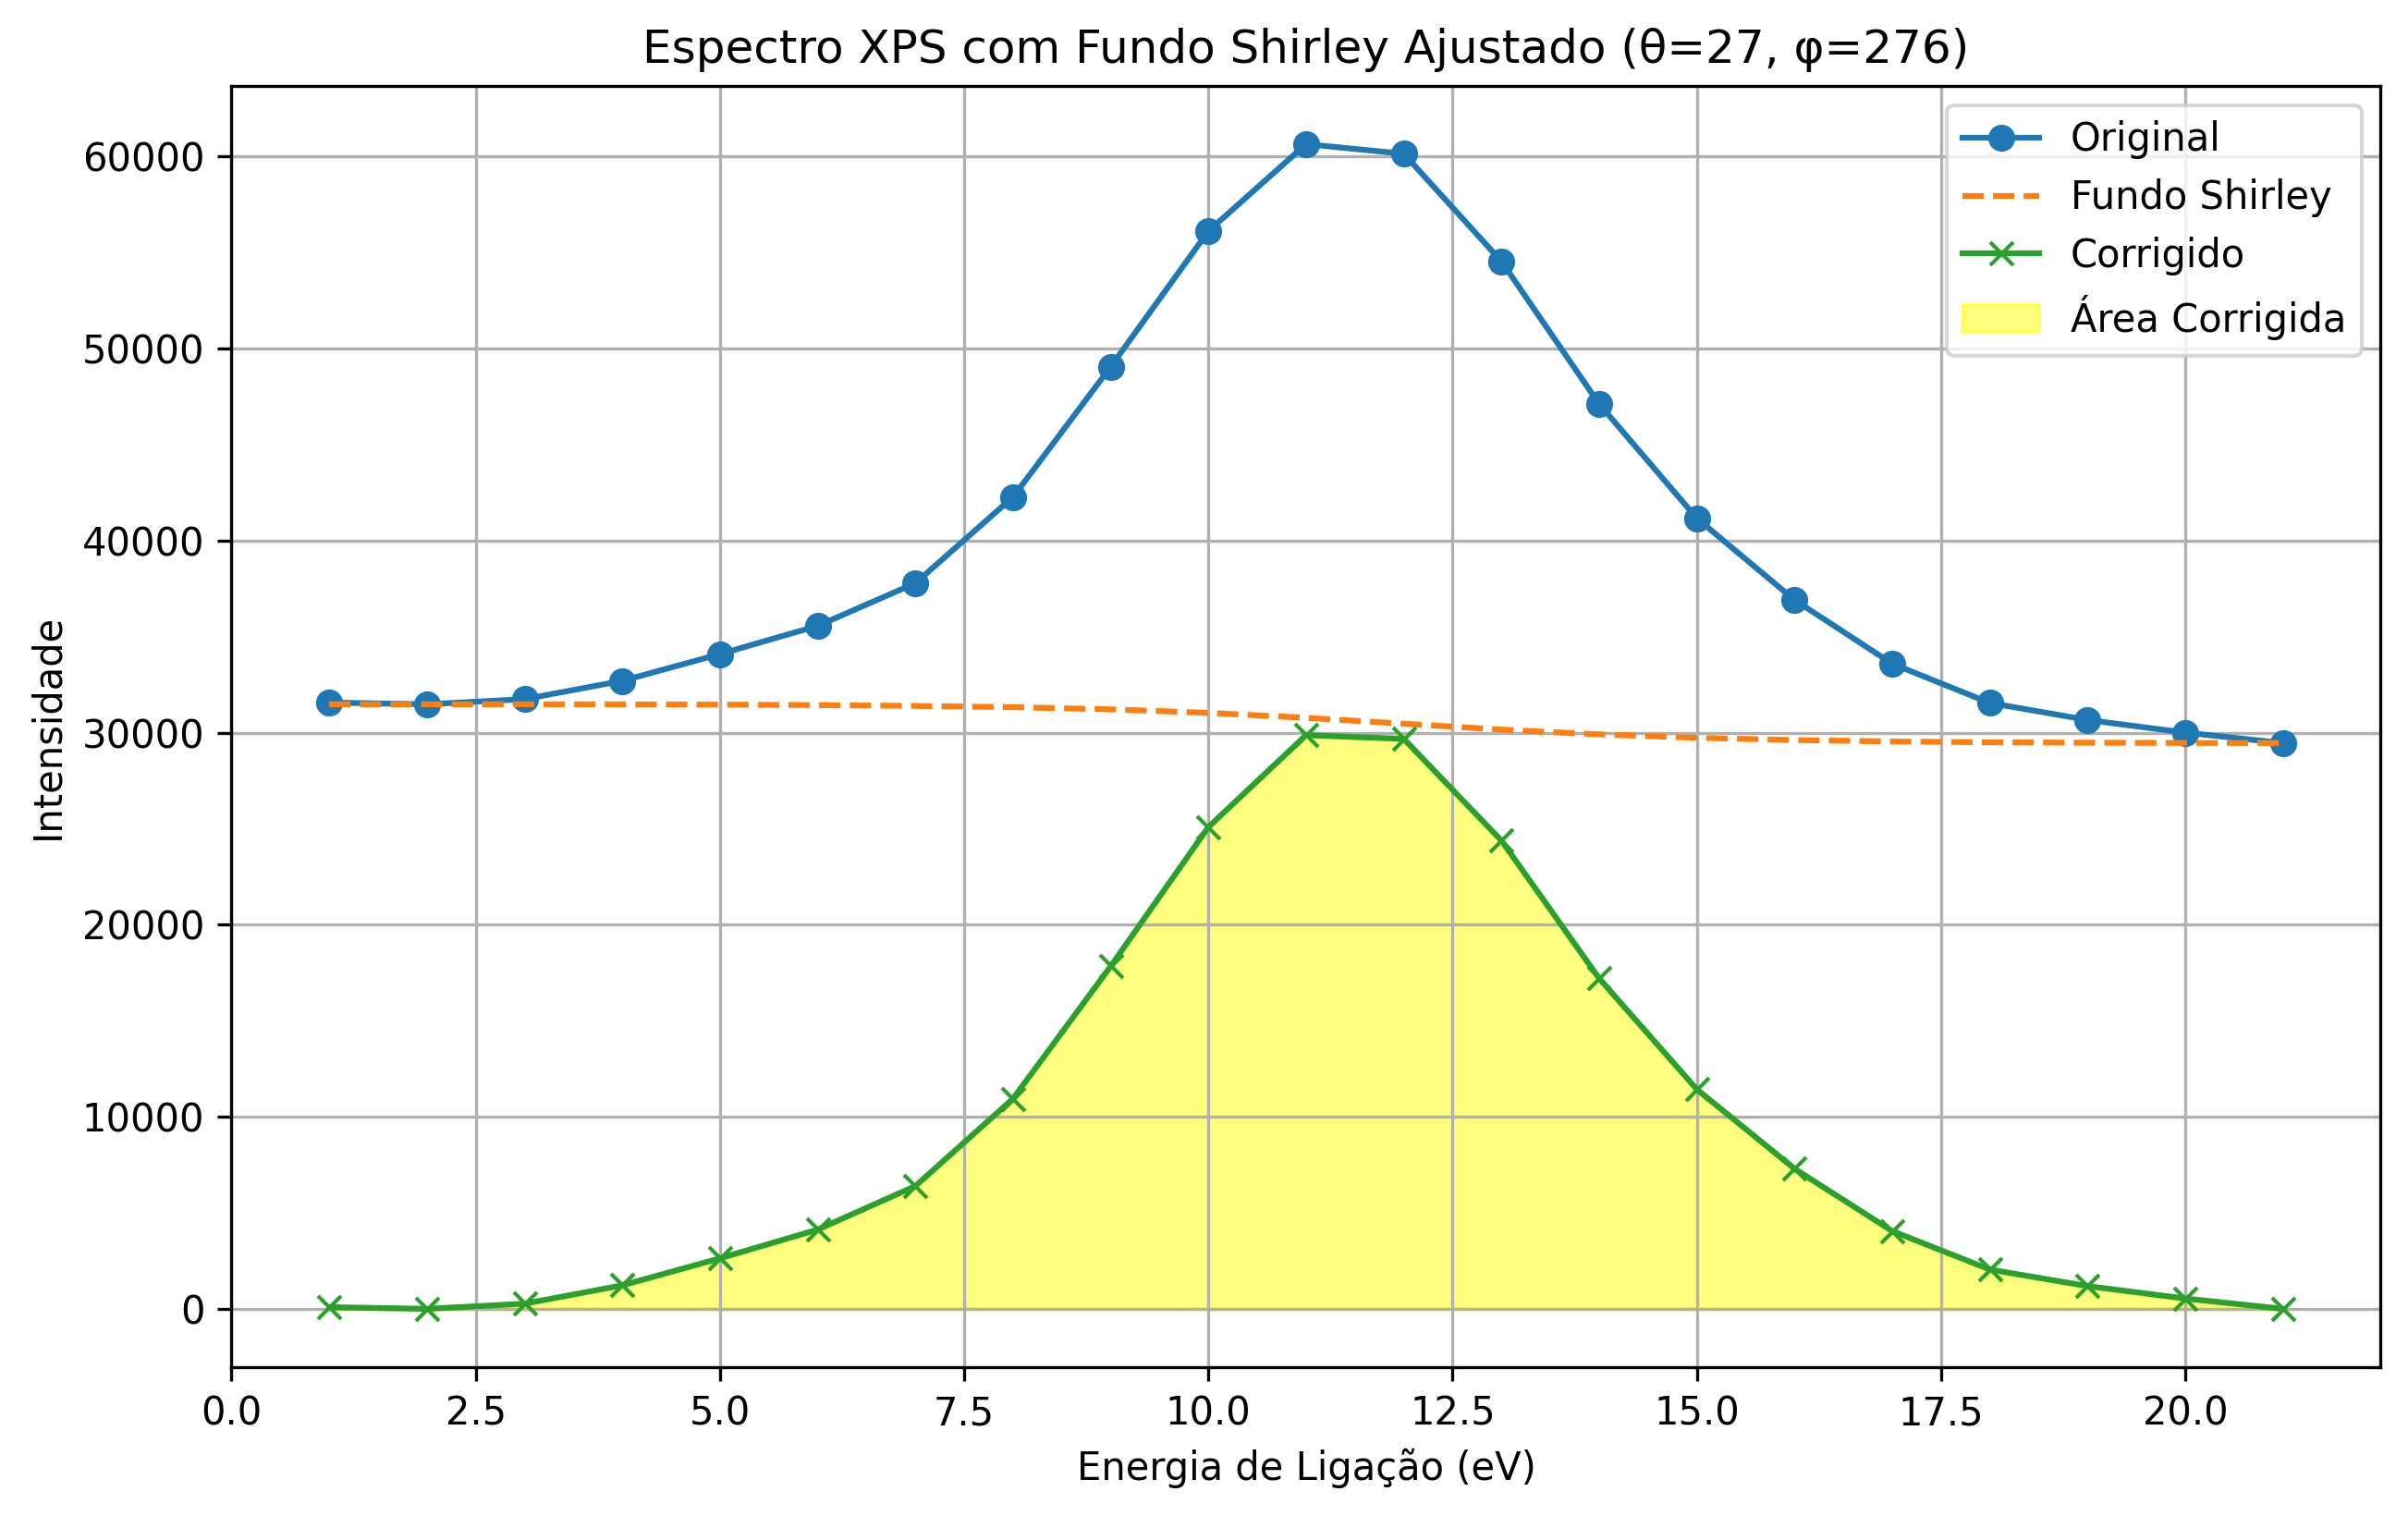 Espectro XPS com Fundo Shirley Ajustado (θ=27, φ=276)
Original
Fundo Shirley
Corrigido
Área Corrigida
60000
50000
40000
30000
20000
10000
0
Intensidade
0.0 2.5 5.0 7.5 10.0 12.5 15.0 17.5 20.0
Energia de Ligação (eV)